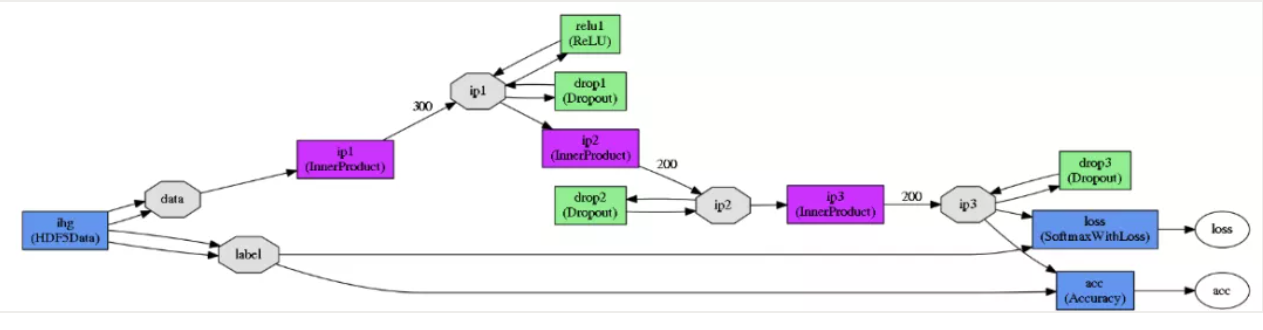 relu1
(ReLU)
ip1
drop1
(Dropout)
300
ip1
(InnerProduct)
ip2
(InnerProduct)
200
drop2
(Dropout)
ip2
ip3
(InnerProduct)
200
ip3
drop3
(Dropout)
data
ihg
(HDF5Data)
label
loss
(SoftmaxWithLoss)
loss
acc
(Accuracy)
acc